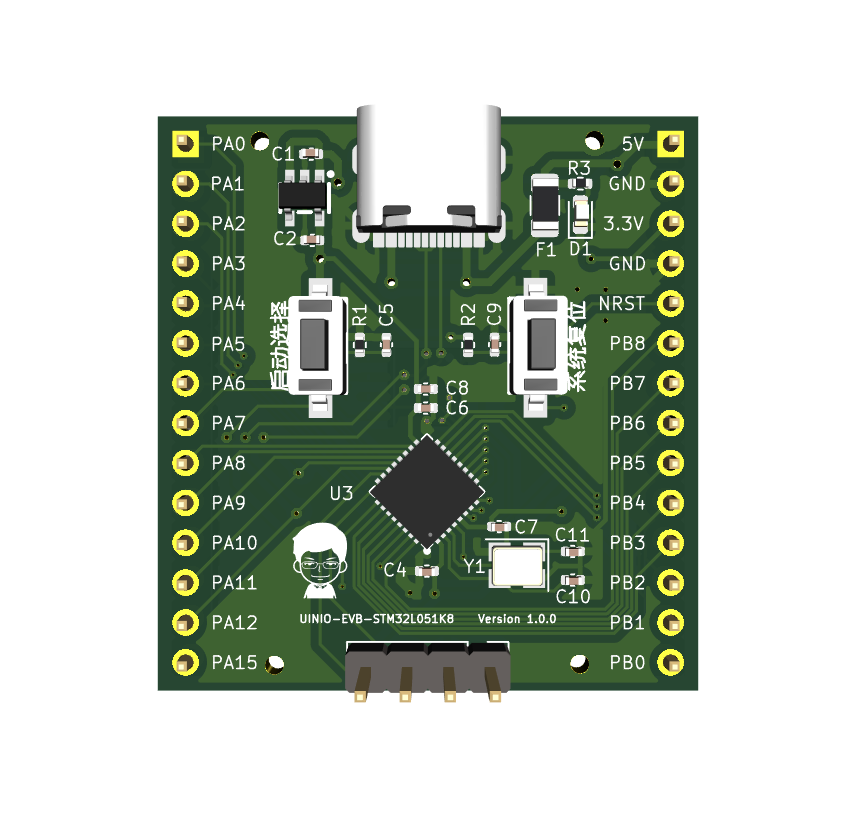 PA0
PA1
PA2
PA3
PA4
PA5
PA6
PA7
PA8
PA9
PA10
PA11
PA12
PA15
C1
C2
启动选择
R1
C5
R2
C9
系统复位
R3
F1
D1
C8
C6
U3
C7
C11
Y1
C10
C4
UINIO-EVB-STM32L051K8 Version 1.0.0
5V
GND
3.3V
GND
NRST
PB8
PB7
PB6
PB5
PB4
PB3
PB2
PB1
PB0